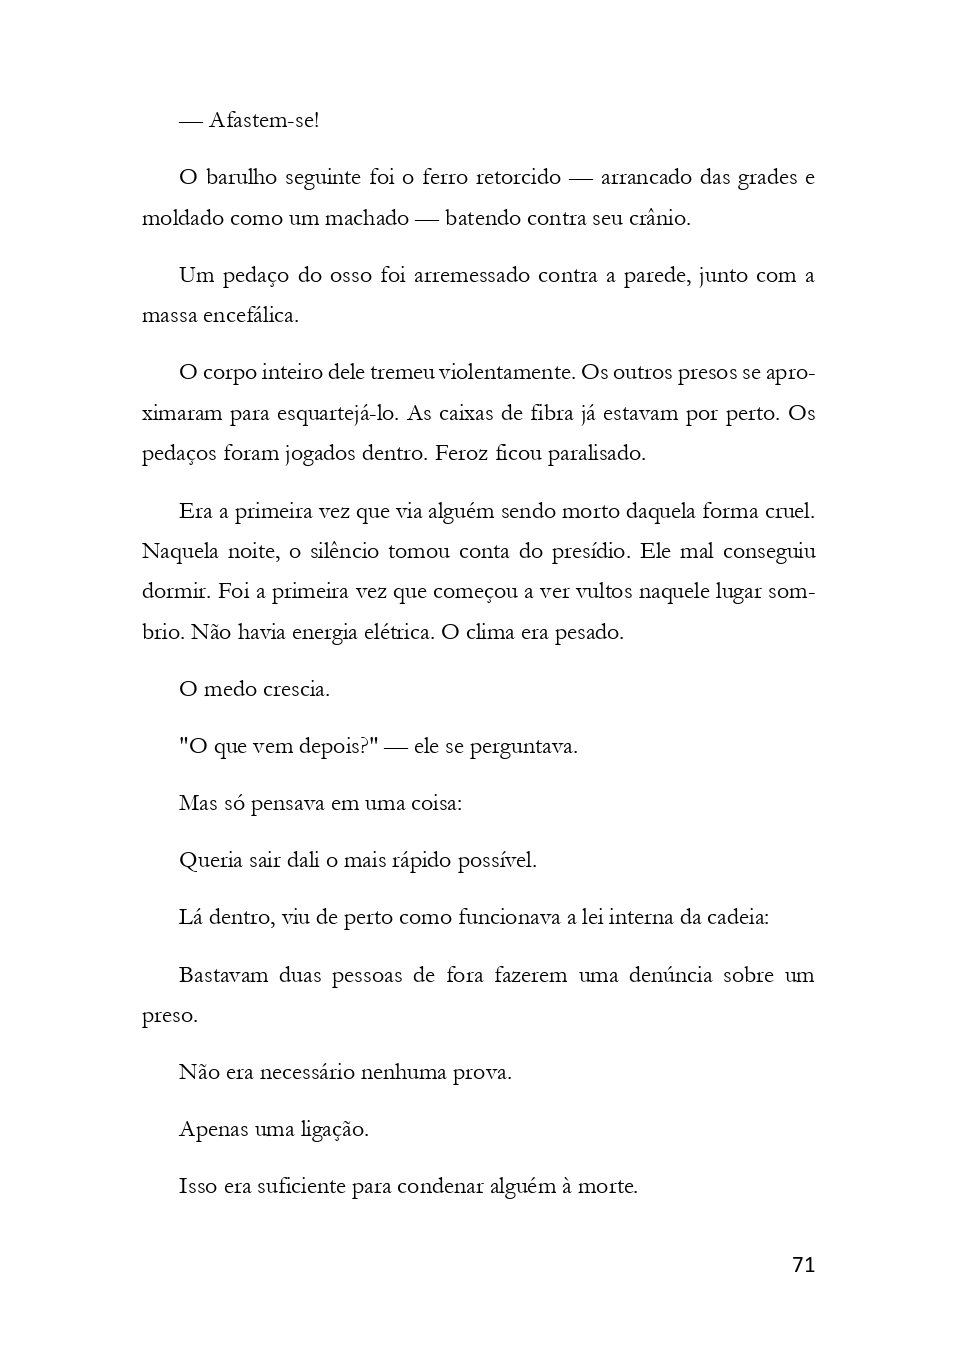 — Afastem-se!
O barulho seguinte foi o ferro retorcido — arrancado das grades e
moldado como um machado — batendo contra seu crânio.
Um pedaço do osso foi arremessado contra a parede, junto com a
massa encefálica.
O corpo inteiro dele tremeu violentamente. Os outros presos se apro-
ximaram para esquartejá-lo. As caixas de fibra já estavam por perto. Os
pedaços foram jogados dentro. Feroz ficou paralisado.
Era a primeira vez que via alguém sendo morto daquela forma cruel.
Naquela noite, o silêncio tomou conta do presídio. Ele mal conseguiu
dormir. Foi a primeira vez que começou a ver vultos naquele lugar som-
brio. Não havia energia elétrica. O clima era pesado.
O medo crescia.
"O que vem depois?" — ele se perguntava.
Mas só pensava em uma coisa:
Queria sair dali o mais rápido possível.
Lá dentro, viu de perto como funcionava a lei interna da cadeia:
Bastavam duas pessoas de fora fazerem uma denúncia sobre um
preso.
Não era necessário nenhuma prova.
Apenas uma ligação.
Isso era suficiente para condenar alguém à morte.
71